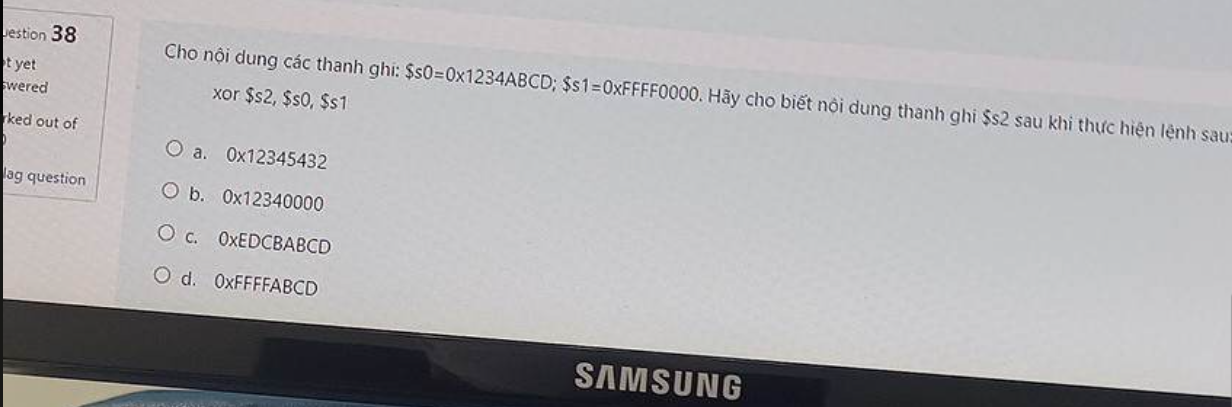 uestion 38
t yet
swered
rked out of
lag question
Cho nội dung các thanh ghi: $s0=0x1234ABCD; $s1=0xFFFF0000. Hãy cho biết nội dung thanh ghi $s2 sau khi thực hiện lệnh sau:
xor $s2, $s0, $s1
a. 0x12345432
b. 0x12340000
c. 0xEDCBABCD
d. 0xFFFFABCD
SAMSUNG